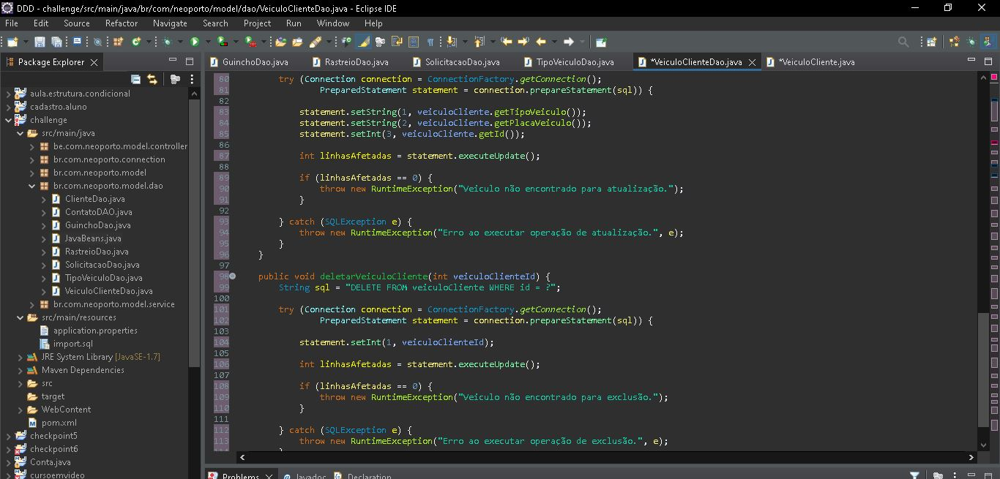 DDD - challenge/src/main/java/br/com/neoporto/model/dao/VeiculoClienteDao.java - Eclipse IDE
File Edit Source Refactor Navigate Search Project Run Window Help
Package Explorer
GuinchoDao.java RastreioDao.java SolicitacaoDao.java TipoVeiculoDao.java *VeiculoClienteDao.java *VeiculoCliente.java
aula.estrutura.condicional
cadastro.aluno
challenge
src/main/java
be.com.neoporto.model.controller
br.com.neoporto.connection
br.com.neoporto.model
br.com.neoporto.model.dao
ClienteDao.java
ContatoDAO.java
GuinchoDao.java
JavaBeans.java
RastreioDao.java
SolicitacaoDao.java
TipoVeiculoDao.java
VeiculoClienteDao.java
br.com.neoporto.model.service
src/main/resources
application.properties
import.sql
JRE System Library [JavaSE-1.7]
Maven Dependencies
src
target
WebContent
pom.xml
checkpoint5
checkpoint6
Conta.java
cursoemvideo
80 try (Connection connection = ConnectionFactory.getConnection();
81 PreparedStatement statement = connection.prepareStatement(sql)) {
82
83 statement.setString(1, veiculoCliente.getTipoVeiculo());
84 statement.setString(2, veiculoCliente.getPlacaVeiculo());
85 statement.setInt(3, veiculoCliente.getId());
86
87 int linhasAfetadas = statement.executeUpdate();
88
89 if (linhasAfetadas == 0) {
90 throw new RuntimeException("Veiculo não encontrado para atualização.");
91 }
92
93 } catch (SQLException e) {
94 throw new RuntimeException("Erro ao executar operação de atualização.", e);
95 }
96 }
97
98 public void deletarVeiculoCliente(int veiculoClienteId) {
99 String sql = "DELETE FROM veiculoCliente WHERE id = ?";
100
101 try (Connection connection = ConnectionFactory.getConnection();
102 PreparedStatement statement = connection.prepareStatement(sql)) {
103
104 statement.setInt(1, veiculoClienteId);
105
106 int linhasAfetadas = statement.executeUpdate();
107
108 if (linhasAfetadas == 0) {
109 throw new RuntimeException("Veiculo não encontrado para exclusão.");
110 }
111
112 } catch (SQLException e) {
113 throw new RuntimeException("Erro ao executar operação de exclusão.", e);
Problems Javadoc Declaration